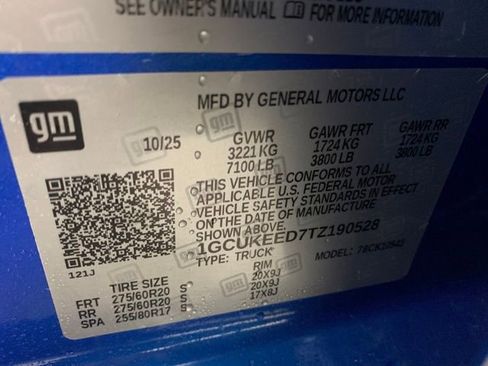 SEE OWNER'S MANUAL FOR MORE INFORMATION
gm
MFD BY GENERAL MOTORS LLC
10/25 GVWR GAWR FRT GAWR RR
3221 KG 1724 KG 1724 KG
7100 LB 3800 LB 3800 LB
THIS VEHICLE CONFORMS TO ALL
APPLICABLE U.S. FEDERAL MOTOR
VEHICLE SAFETY STANDARDS IN EFFECT
ON THE DATE OF MANUFACTURE
SHOWN ABOVE.
1GCUKEED7TZ190528
TYPE: TRUCK MODEL:
121J
TIRE SIZE RIM
FRT 275/60R20 S 20X9J
RR 275/60R20 S 20X9J
SPA 255/80R17 S 17X8J